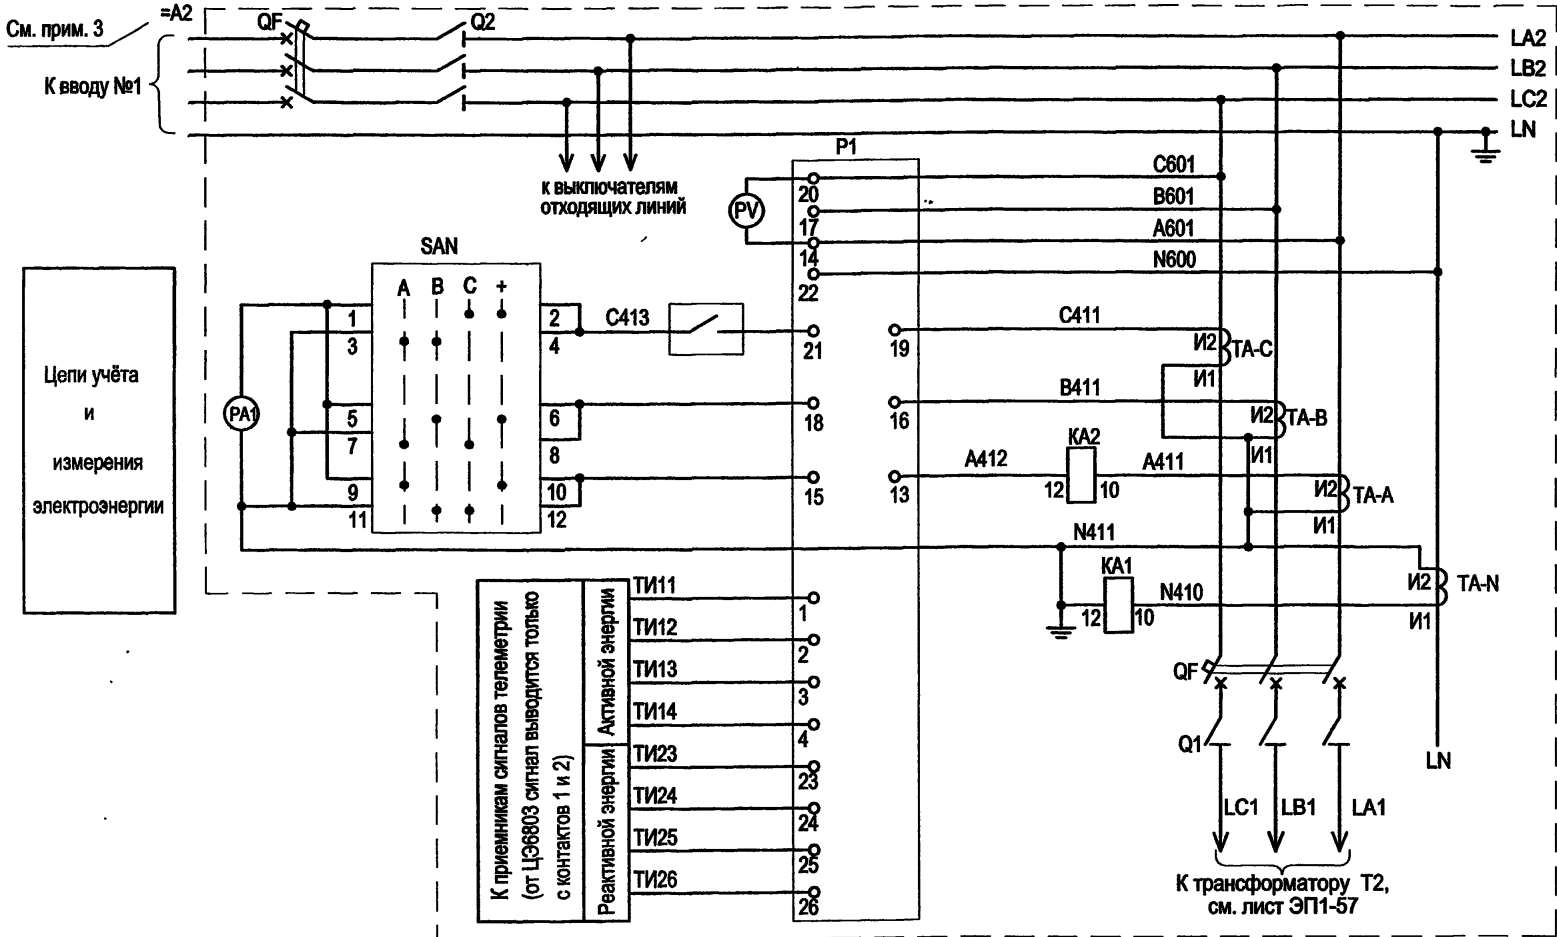 См. прим. 3
=А2
QF
Q2
К вводу №1
LA2
LB2
LC2
LN
к выключателям
отходящих линий
P1
PV
20
17
14
22
C601
B601
A601
N600
SAN
А В С +
1
3
5
7
9
11
2
4
6
8
10
12
C413
PA1
21
18
15
19
16
13
C411
B411
A412
KA2
12
10
A411
И2
TA-C
И1
И2
TA-B
И1
И2
TA-A
И1
N411
KA1
12
10
N410
И2
TA-N
И1
Цепи учёта
и
измерения
электроэнергии
К приемникам сигналов телеметрии
(от ЦЭ6803 сигнал выводится только
с контактов 1 и 2)
Активной энергии
Реактивной энергии
ТИ11
ТИ12
ТИ13
ТИ14
ТИ23
ТИ24
ТИ25
ТИ26
1
2
3
4
23
24
25
26
QF
Q1
LC1
LB1
LA1
LN
К трансформатору Т2,
см. лист ЭП1-57